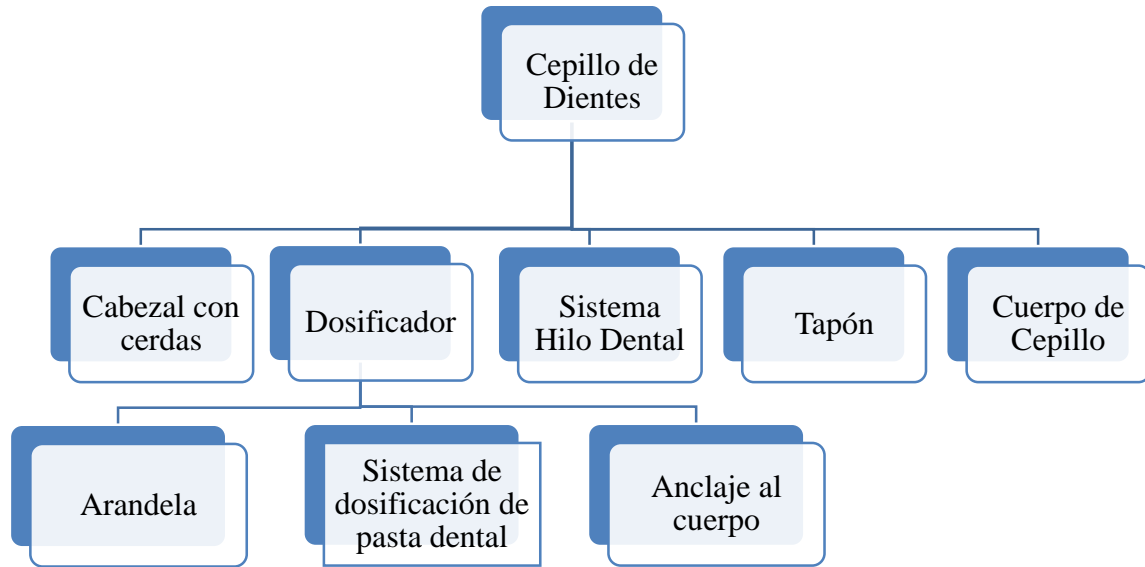 Cepillo de
Dientes
Cabezal con
cerdas
Dosificador
Sistema
Hilo Dental
Tapón
Cuerpo de
Cepillo
Arandela
Sistema de
dosificación de
pasta dental
Anclaje al
cuerpo